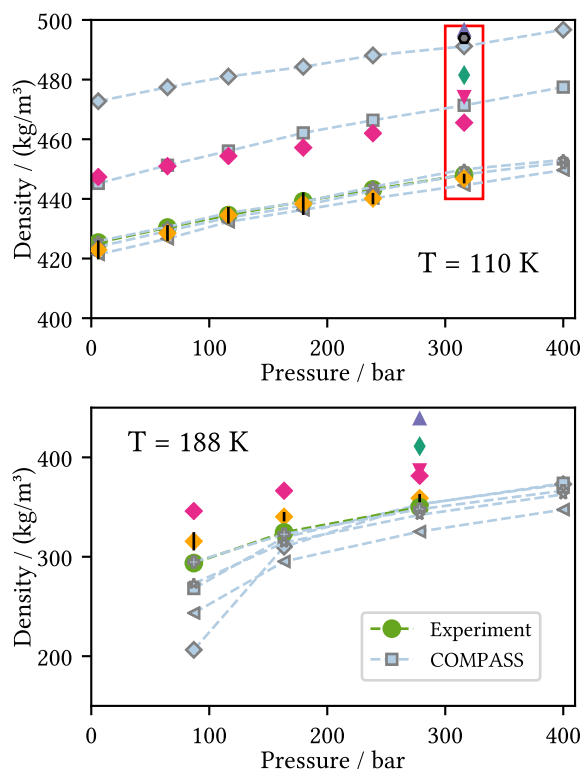 Density / (kg/m³)
500
480
460
440
420
400
T = 110 K
0 100 200 300 400
Pressure / bar
Density / (kg/m³)
400
300
200
T = 188 K
Experiment
COMPASS
0 100 200 300 400
Pressure / bar